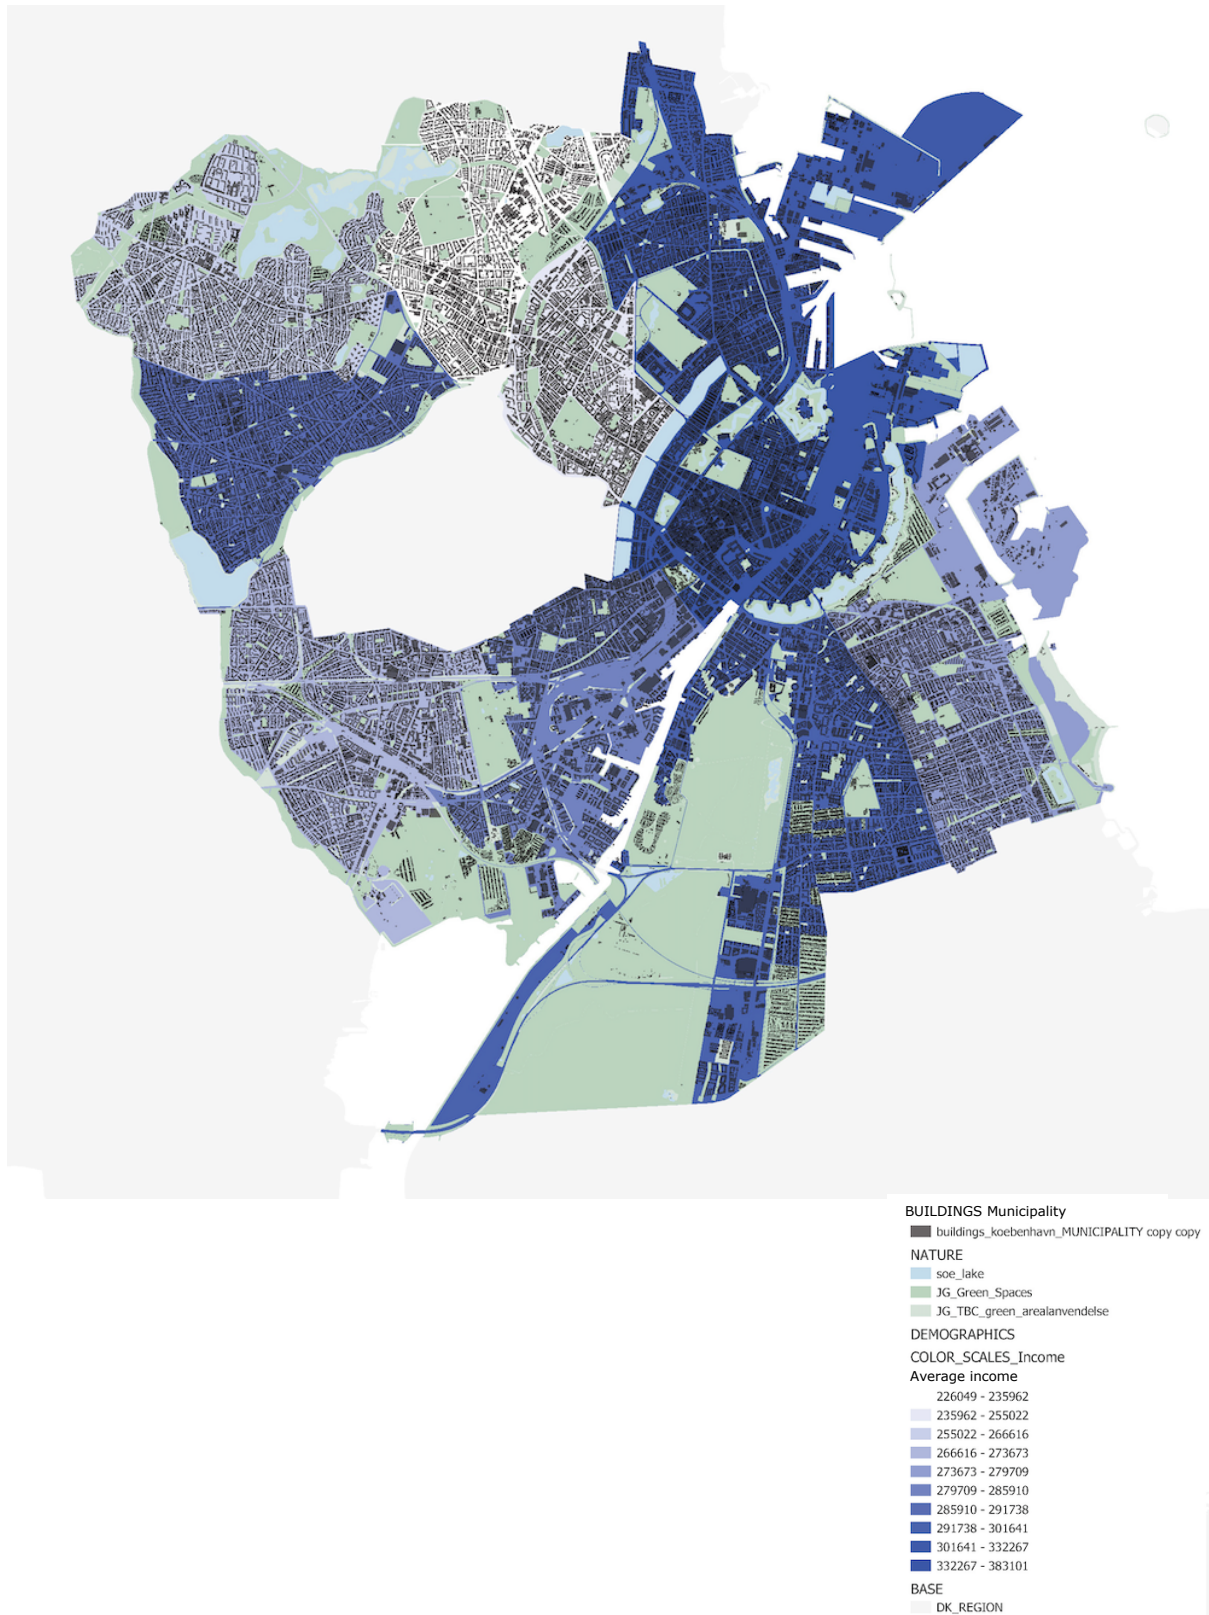 BUILDINGS Municipality
buildings_koebenhavn_MUNICIPALITY copy copy
NATURE
soe_lake
JG_Green_Spaces
JG_TBC_green_arealanvendelse
DEMOGRAPHICS
COLOR_SCALES_Income
Average income
226049 - 235962
235962 - 255022
255022 - 266616
266616 - 273673
273673 - 279709
279709 - 285910
285910 - 291738
291738 - 301641
301641 - 332267
332267 - 383101
BASE
DK_REGION